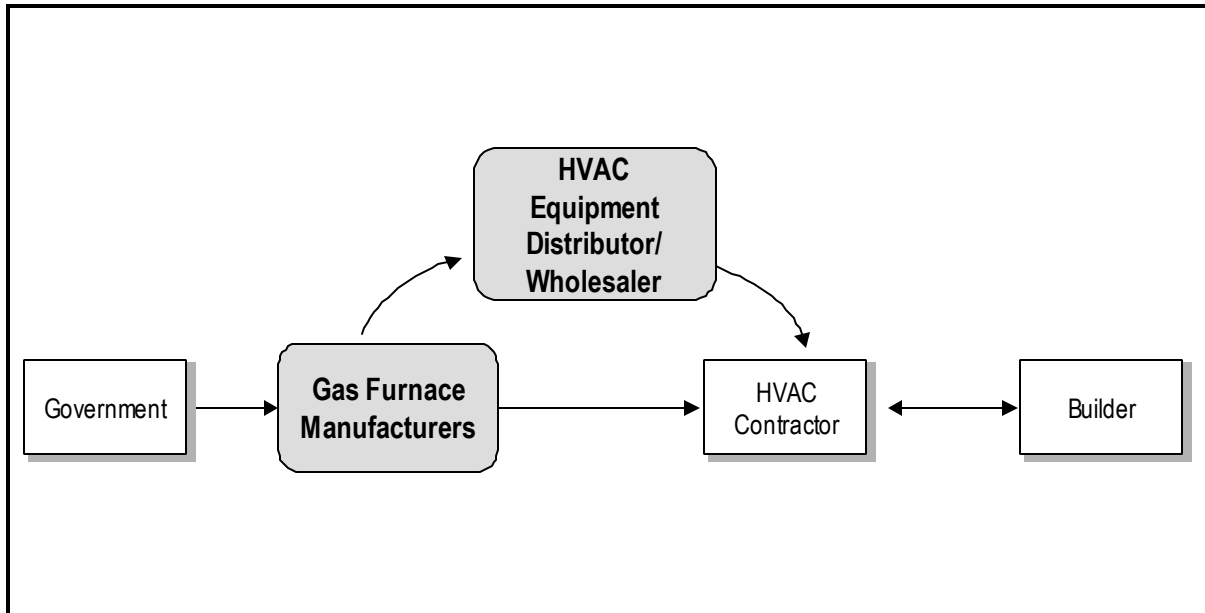 HVAC
Equipment
Distributor/
Wholesaler
Government
Gas Furnace
Manufacturers
HVAC
Contractor
Builder